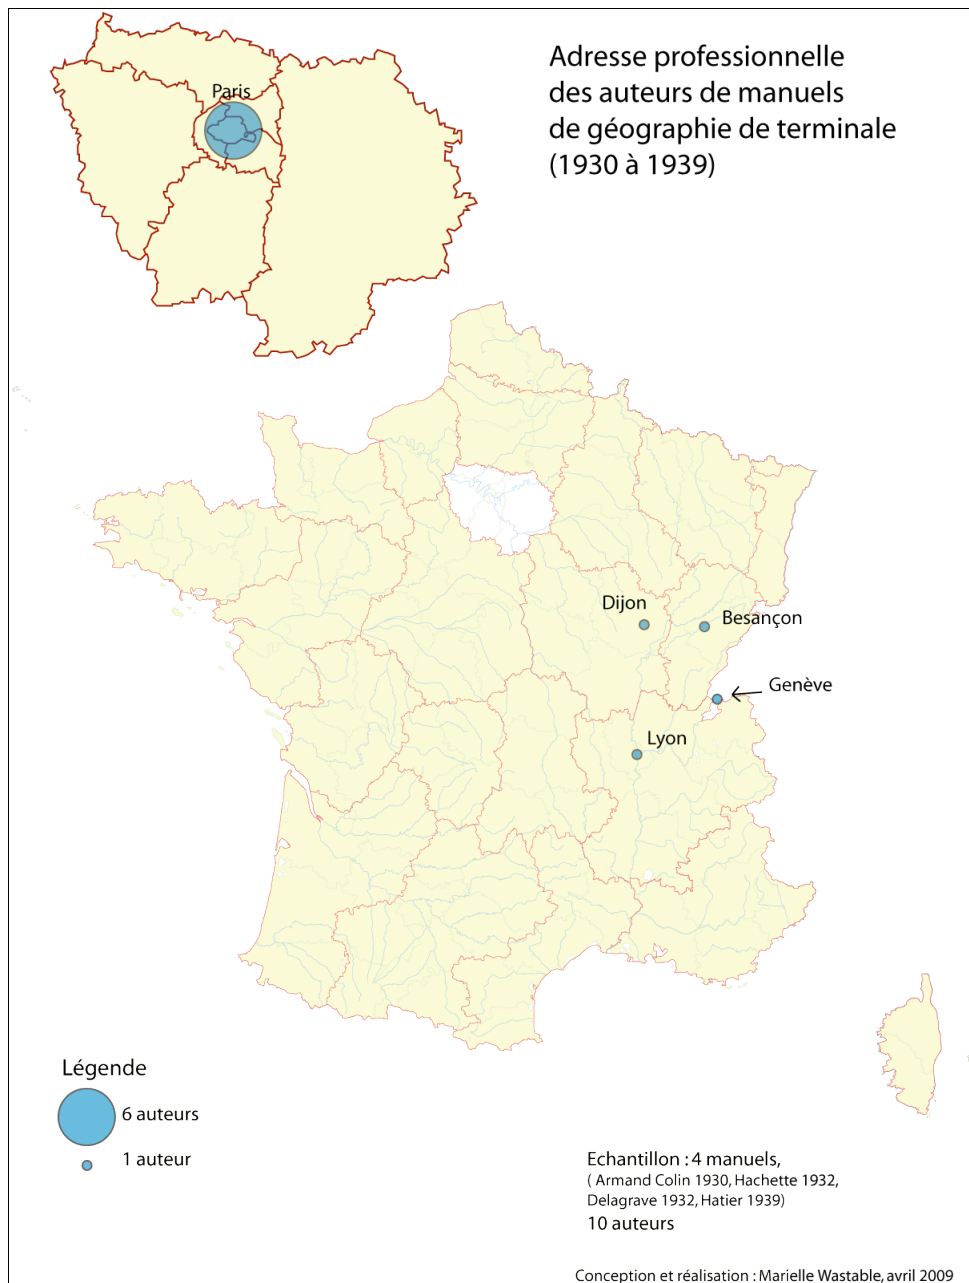 Adresse professionnelle
des auteurs de manuels
de géographie de terminale
(1930 à 1939)
Paris
Dijon
Besançon
Genève
Lyon
Légende
6 auteurs
1 auteur
Echantillon : 4 manuels,
( Armand Colin 1930, Hachette 1932,
Delagrave 1932, Hatier 1939)
10 auteurs
Conception et réalisation : Marielle Wastable, avril 2009